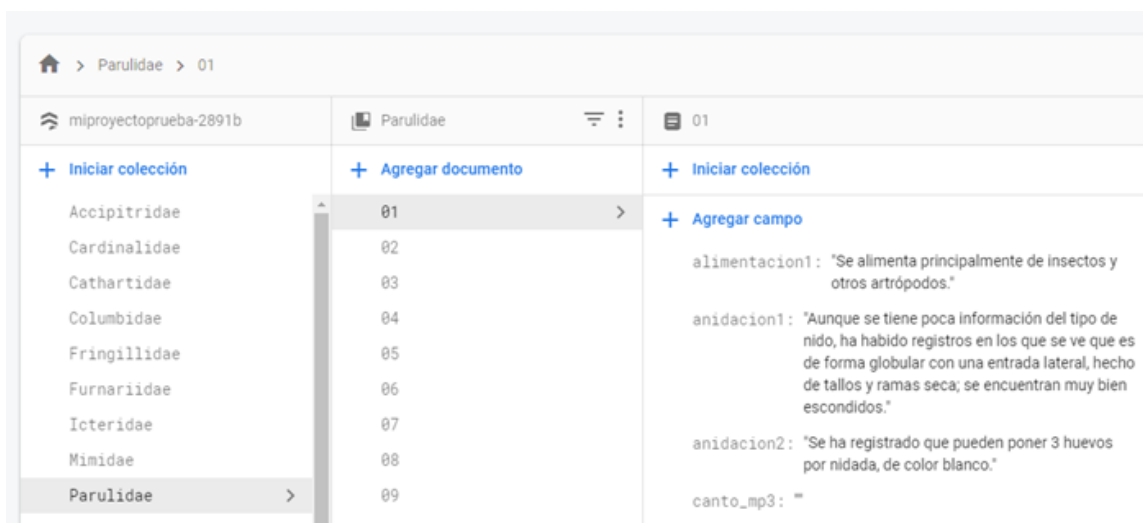 Parulidae > 01
miproyectoprueba-2891b
Parulidae
01
+ Iniciar colección
+ Agregar documento
+ Iniciar colección
Accipitridae
Cardinalidae
Cathartidae
Columbidae
Fringillidae
Furnariidae
Icteridae
Mimidae
Parulidae
01
02
03
04
05
06
07
08
09
+ Agregar campo
alimentacion1: "Se alimenta principalmente de insectos y
otros artrópodos."
anidacion1: "Aunque se tiene poca información del tipo de
nido, ha habido registros en los que se ve que es
de forma globular con una entrada lateral, hecho
de tallos y ramas seca; se encuentran muy bien
escondidos."
anidacion2: "Se ha registrado que pueden poner 3 huevos
por nidada, de color blanco."
canto_mp3: ""